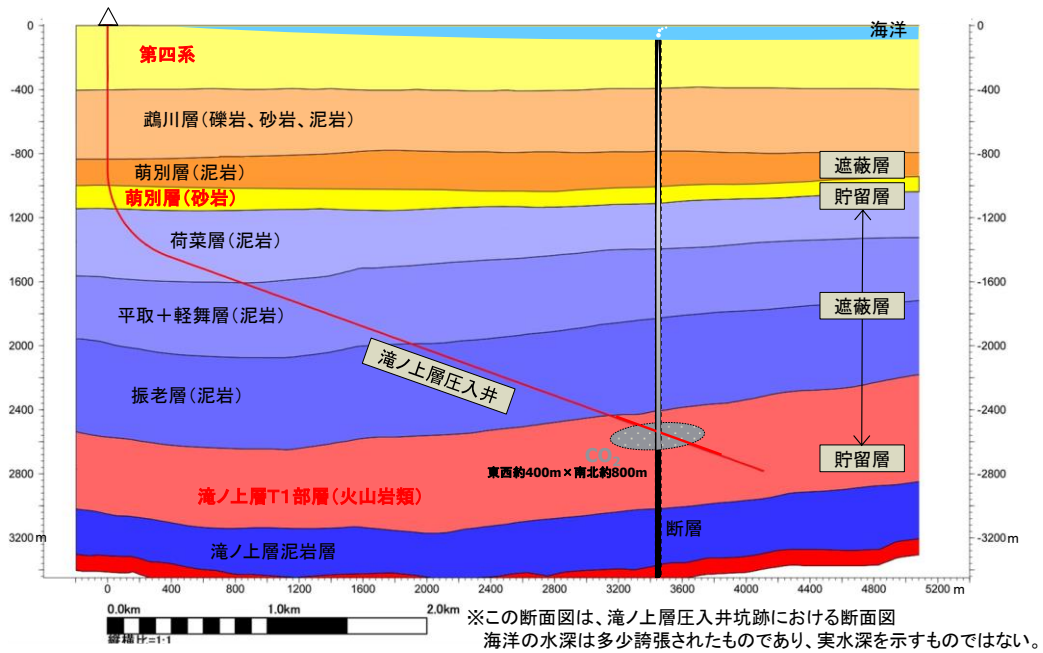 0
-400
-800
1200
1600
2000
2400
2800
3200 m
第四系
鵡川層(礫岩、砂岩、泥岩)
萌別層(泥岩)
萌別層(砂岩)
荷菜層(泥岩)
平取+軽舞層(泥岩)
振老層(泥岩)
滝ノ上層T1部層(火山岩類)
滝ノ上層泥岩層
滝ノ上層圧入井
CO₂
東西約400m×南北約800m
断層
海洋
遮蔽層
貯留層
遮蔽層
貯留層
0
-400
-800
-1200
-1600
-2000
-2400
-2800
-3200 m
0 400 800 1200 1600 2000 2400 2800 3200 3600 4000 4400 4800 5200 m
0.0km 1.0km 2.0km
縦横比=1:1
※この断面図は、滝ノ上層圧入井坑跡における断面図
海洋の水深は多少誇張されたものであり、実水深を示すものではない。